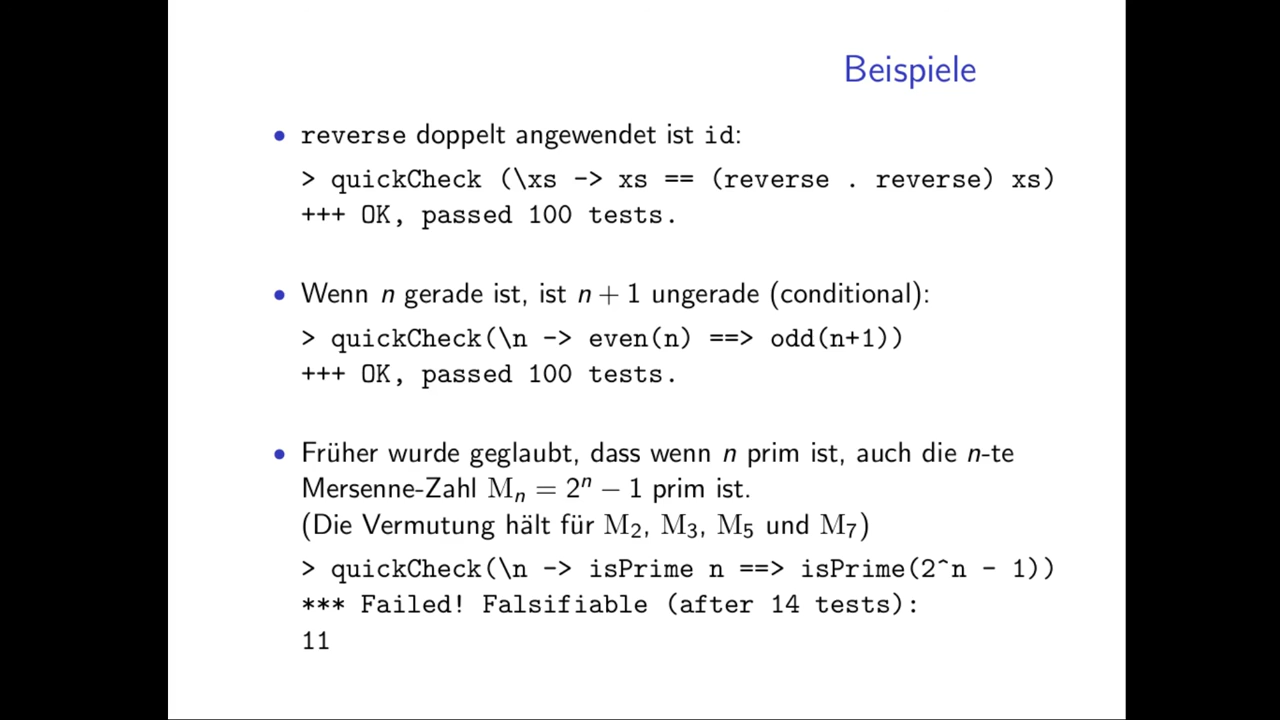 Beispiele
• reverse doppelt angewendet ist id:
> quickCheck (\xs -> xs == (reverse . reverse) xs)
+++ OK, passed 100 tests.
• Wenn n gerade ist, ist n + 1 ungerade (conditional):
> quickCheck(\n -> even(n) ==> odd(n+1))
+++ OK, passed 100 tests.
• Früher wurde geglaubt, dass wenn n prim ist, auch die n-te
Mersenne-Zahl Mₙ = 2ⁿ − 1 prim ist.
(Die Vermutung hält für M₂, M₃, M₅ und M₇)
> quickCheck(\n -> isPrime n ==> isPrime(2^n - 1))
*** Failed! Falsifiable (after 14 tests):
11